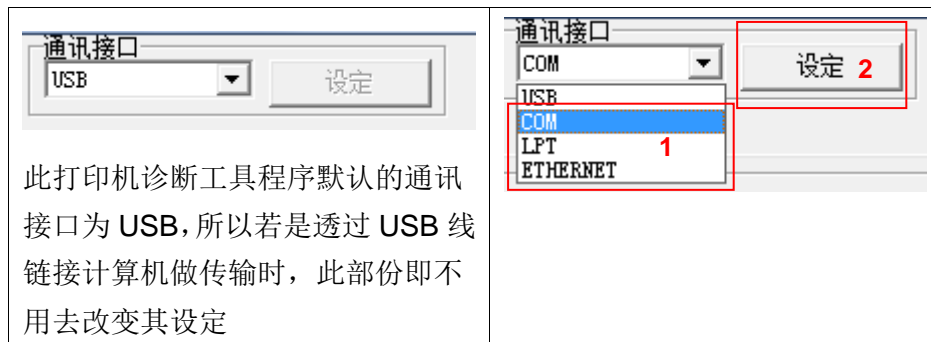 通讯接口
USB
设定
此打印机诊断工具程序默认的通讯
接口为 USB，所以若是透过 USB 线
链接计算机做传输时，此部份即不
用去改变其设定
通讯接口
COM
设定 2
USB
COM
LPT 1
ETHERNET